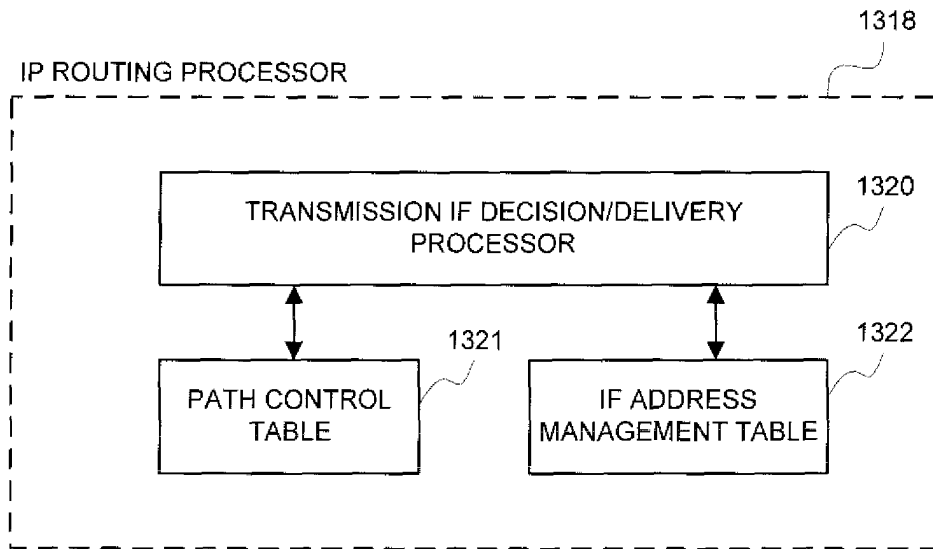 1318
IP ROUTING PROCESSOR
1320
TRANSMISSION IF DECISION/DELIVERY
PROCESSOR
1321
1322
PATH CONTROL
TABLE
IF ADDRESS
MANAGEMENT TABLE